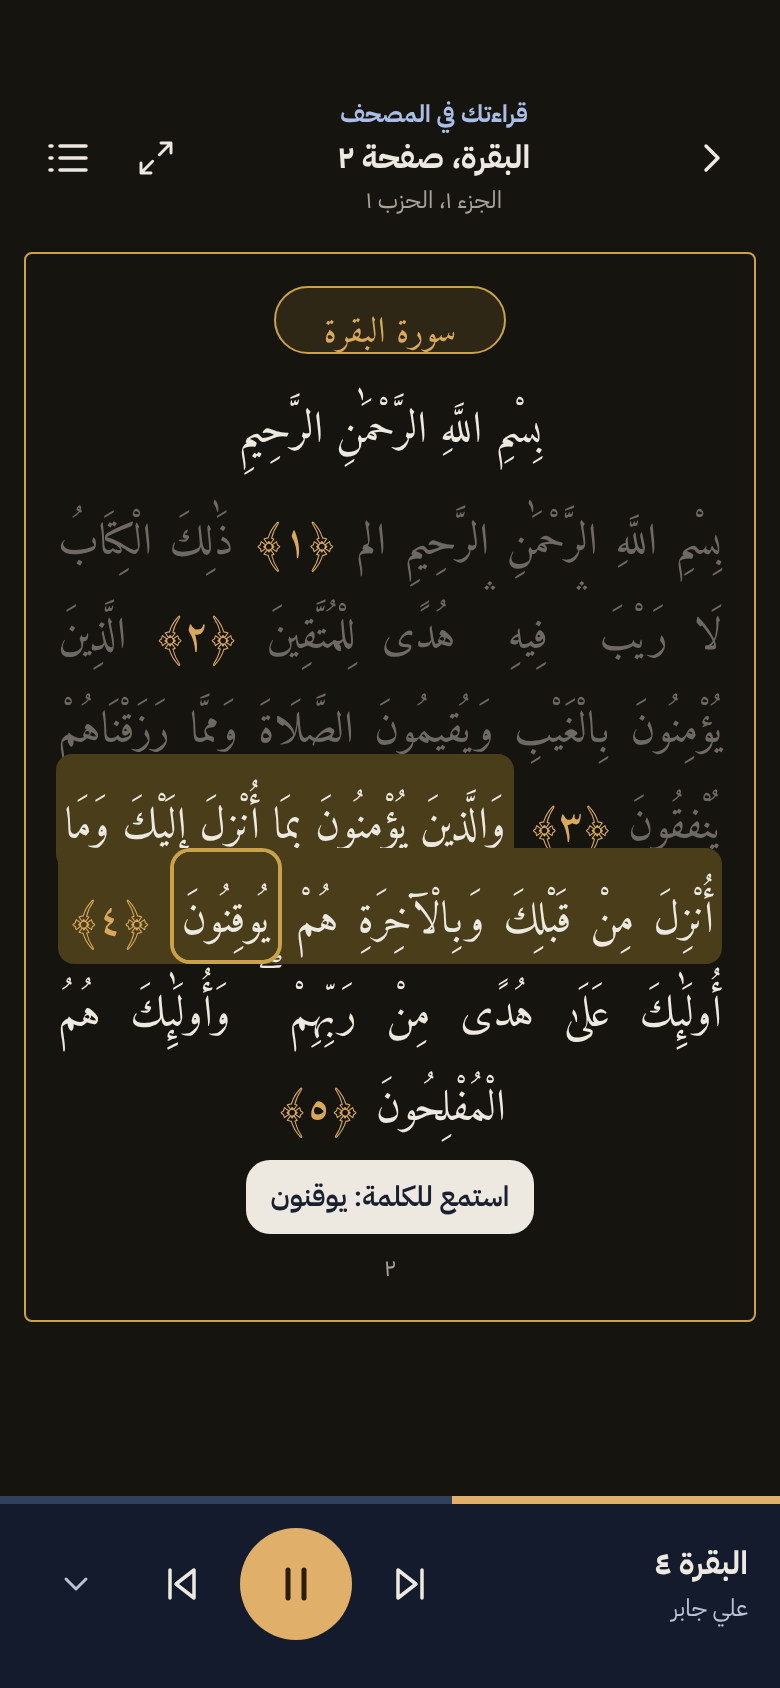 قراءتك في المصحف
البقرة، صفحة ٢
الجزء ١، الحزب ١
سورة البقرة
بِسْمِ اللَّهِ الرَّحْمَٰنِ الرَّحِيمِ
بِسْمِ اللَّهِ الرَّحْمَٰنِ الرَّحِيمِ الم ﴿١﴾ ذَٰلِكَ الْكِتَابُ
لَا رَيْبَ ۛ فِيهِ ۛ هُدًى لِلْمُتَّقِينَ ﴿٢﴾ الَّذِينَ
يُؤْمِنُونَ بِالْغَيْبِ وَيُقِيمُونَ الصَّلَاةَ وَمِمَّا رَزَقْنَاهُمْ
يُنْفِقُونَ ﴿٣﴾ وَالَّذِينَ يُؤْمِنُونَ بِمَا أُنْزِلَ إِلَيْكَ وَمَا
أُنْزِلَ مِنْ قَبْلِكَ وَبِالْآخِرَةِ هُمْ يُوقِنُونَ ﴿٤﴾
أُولَٰئِكَ عَلَىٰ هُدًى مِنْ رَبِّهِمْ ۖ وَأُولَٰئِكَ هُمُ
الْمُفْلِحُونَ ﴿٥﴾
استمع للكلمة: يوقنون
٢
البقرة ٤
علي جابر